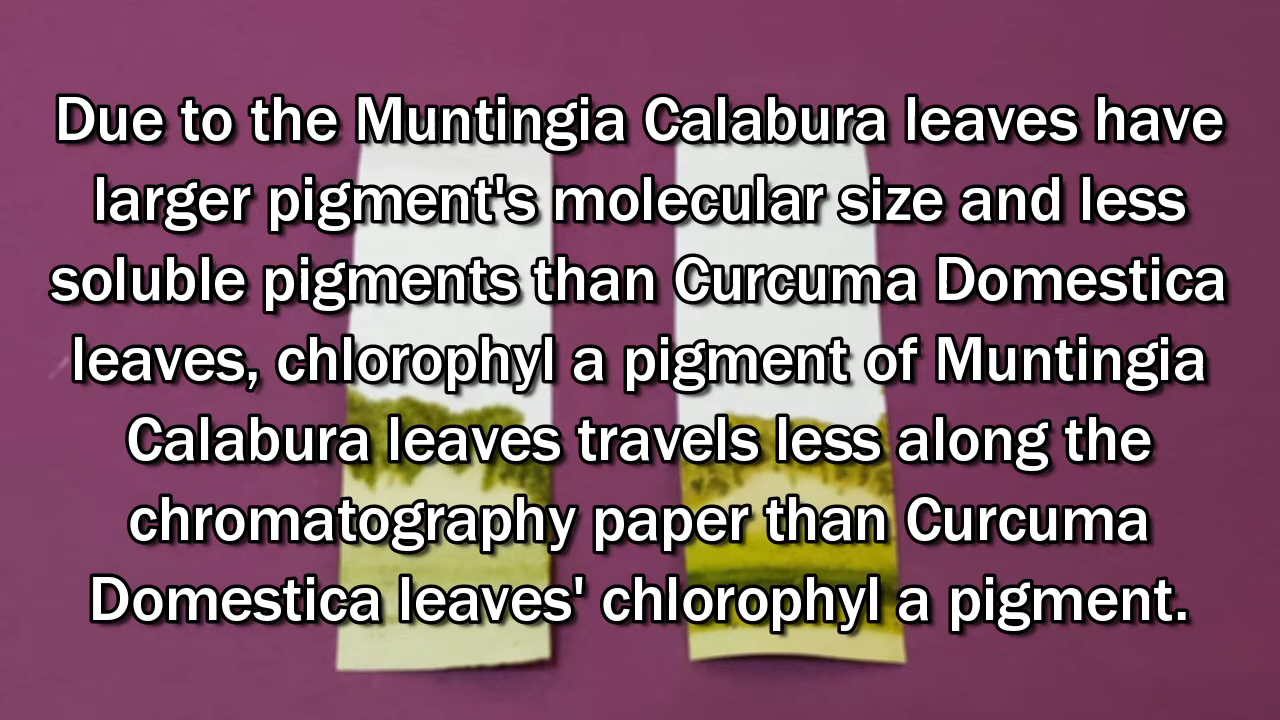 Due to the Muntingia Calabura leaves have
larger pigment's molecular size and less
soluble pigments than Curcuma Domestica
leaves, chlorophyl a pigment of Muntingia
Calabura leaves travels less along the
chromatography paper than Curcuma
Domestica leaves' chlorophyl a pigment.